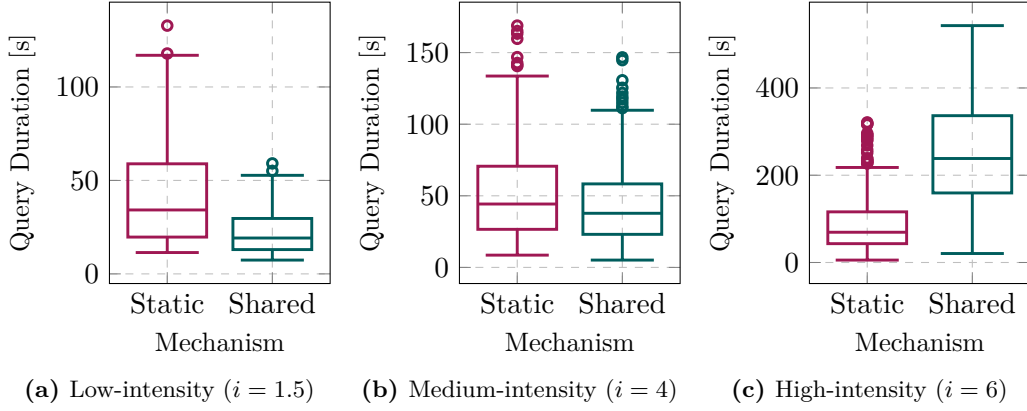 Query Duration [s]
100
50
0
Static Shared
Mechanism
(a) Low-intensity (i = 1.5)
Query Duration [s]
150
100
50
0
Static Shared
Mechanism
(b) Medium-intensity (i = 4)
Query Duration [s]
400
200
0
Static Shared
Mechanism
(c) High-intensity (i = 6)